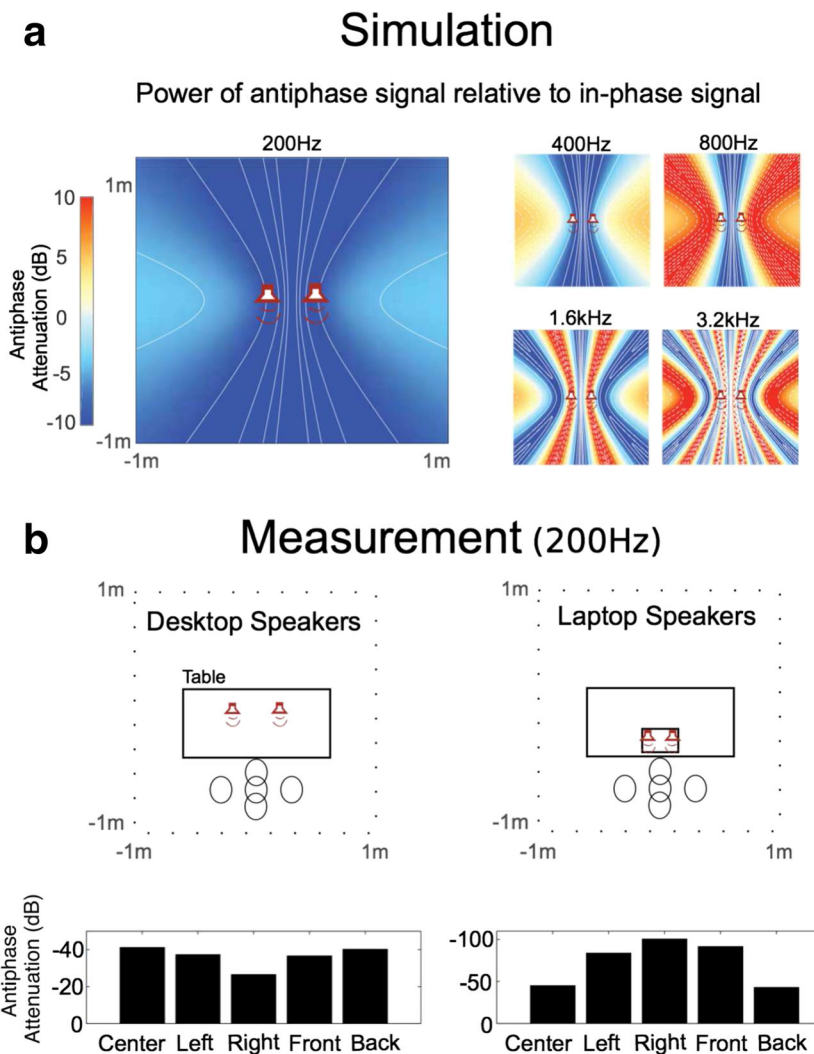 a
Simulation
Power of antiphase signal relative to in-phase signal
200Hz
400Hz
800Hz
1.6kHz
3.2kHz
Antiphase
Attenuation (dB)
10
5
0
-5
-10
1m
-1m
-1m
1m
b
Measurement (200Hz)
1m
Desktop Speakers
Table
-1m
-1m
1m
1m
Laptop Speakers
-1m
-1m
1m
Antiphase
Attenuation (dB)
-40
-20
0
Center Left Right Front Back
-100
-50
0
Center Left Right Front Back